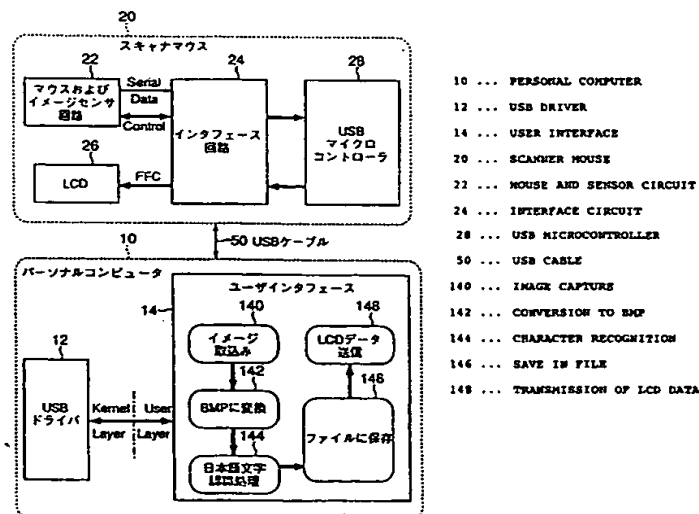 20
スキャナマウス
22
マウスおよび
イメージセンサ
回路
Serial
Data
Control
24
インタフェース
回路
28
USB
マイクロ
コントローラ
26
LCD
FFC
50 USBケーブル
10
パーソナルコンピュータ
ユーザインタフェース
14
12
USB
ドライバ
Kernel
User
Layer
Layer
140
イメージ
取込み
142
BMPに変換
144
日本語文字
認識処理
146
ファイルに保存
148
LCDデータ
送信
10 ... PERSONAL COMPUTER
12 ... USB DRIVER
14 ... USER INTERFACE
20 ... SCANNER MOUSE
22 ... MOUSE AND SENSOR CIRCUIT
24 ... INTERFACE CIRCUIT
28 ... USB MICROCONTROLLER
50 ... USB CABLE
140 ... IMAGE CAPTURE
142 ... CONVERSION TO BMP
144 ... CHARACTER RECOGNITION
146 ... SAVE IN FILE
148 ... TRANSMISSION OF LCD DATA